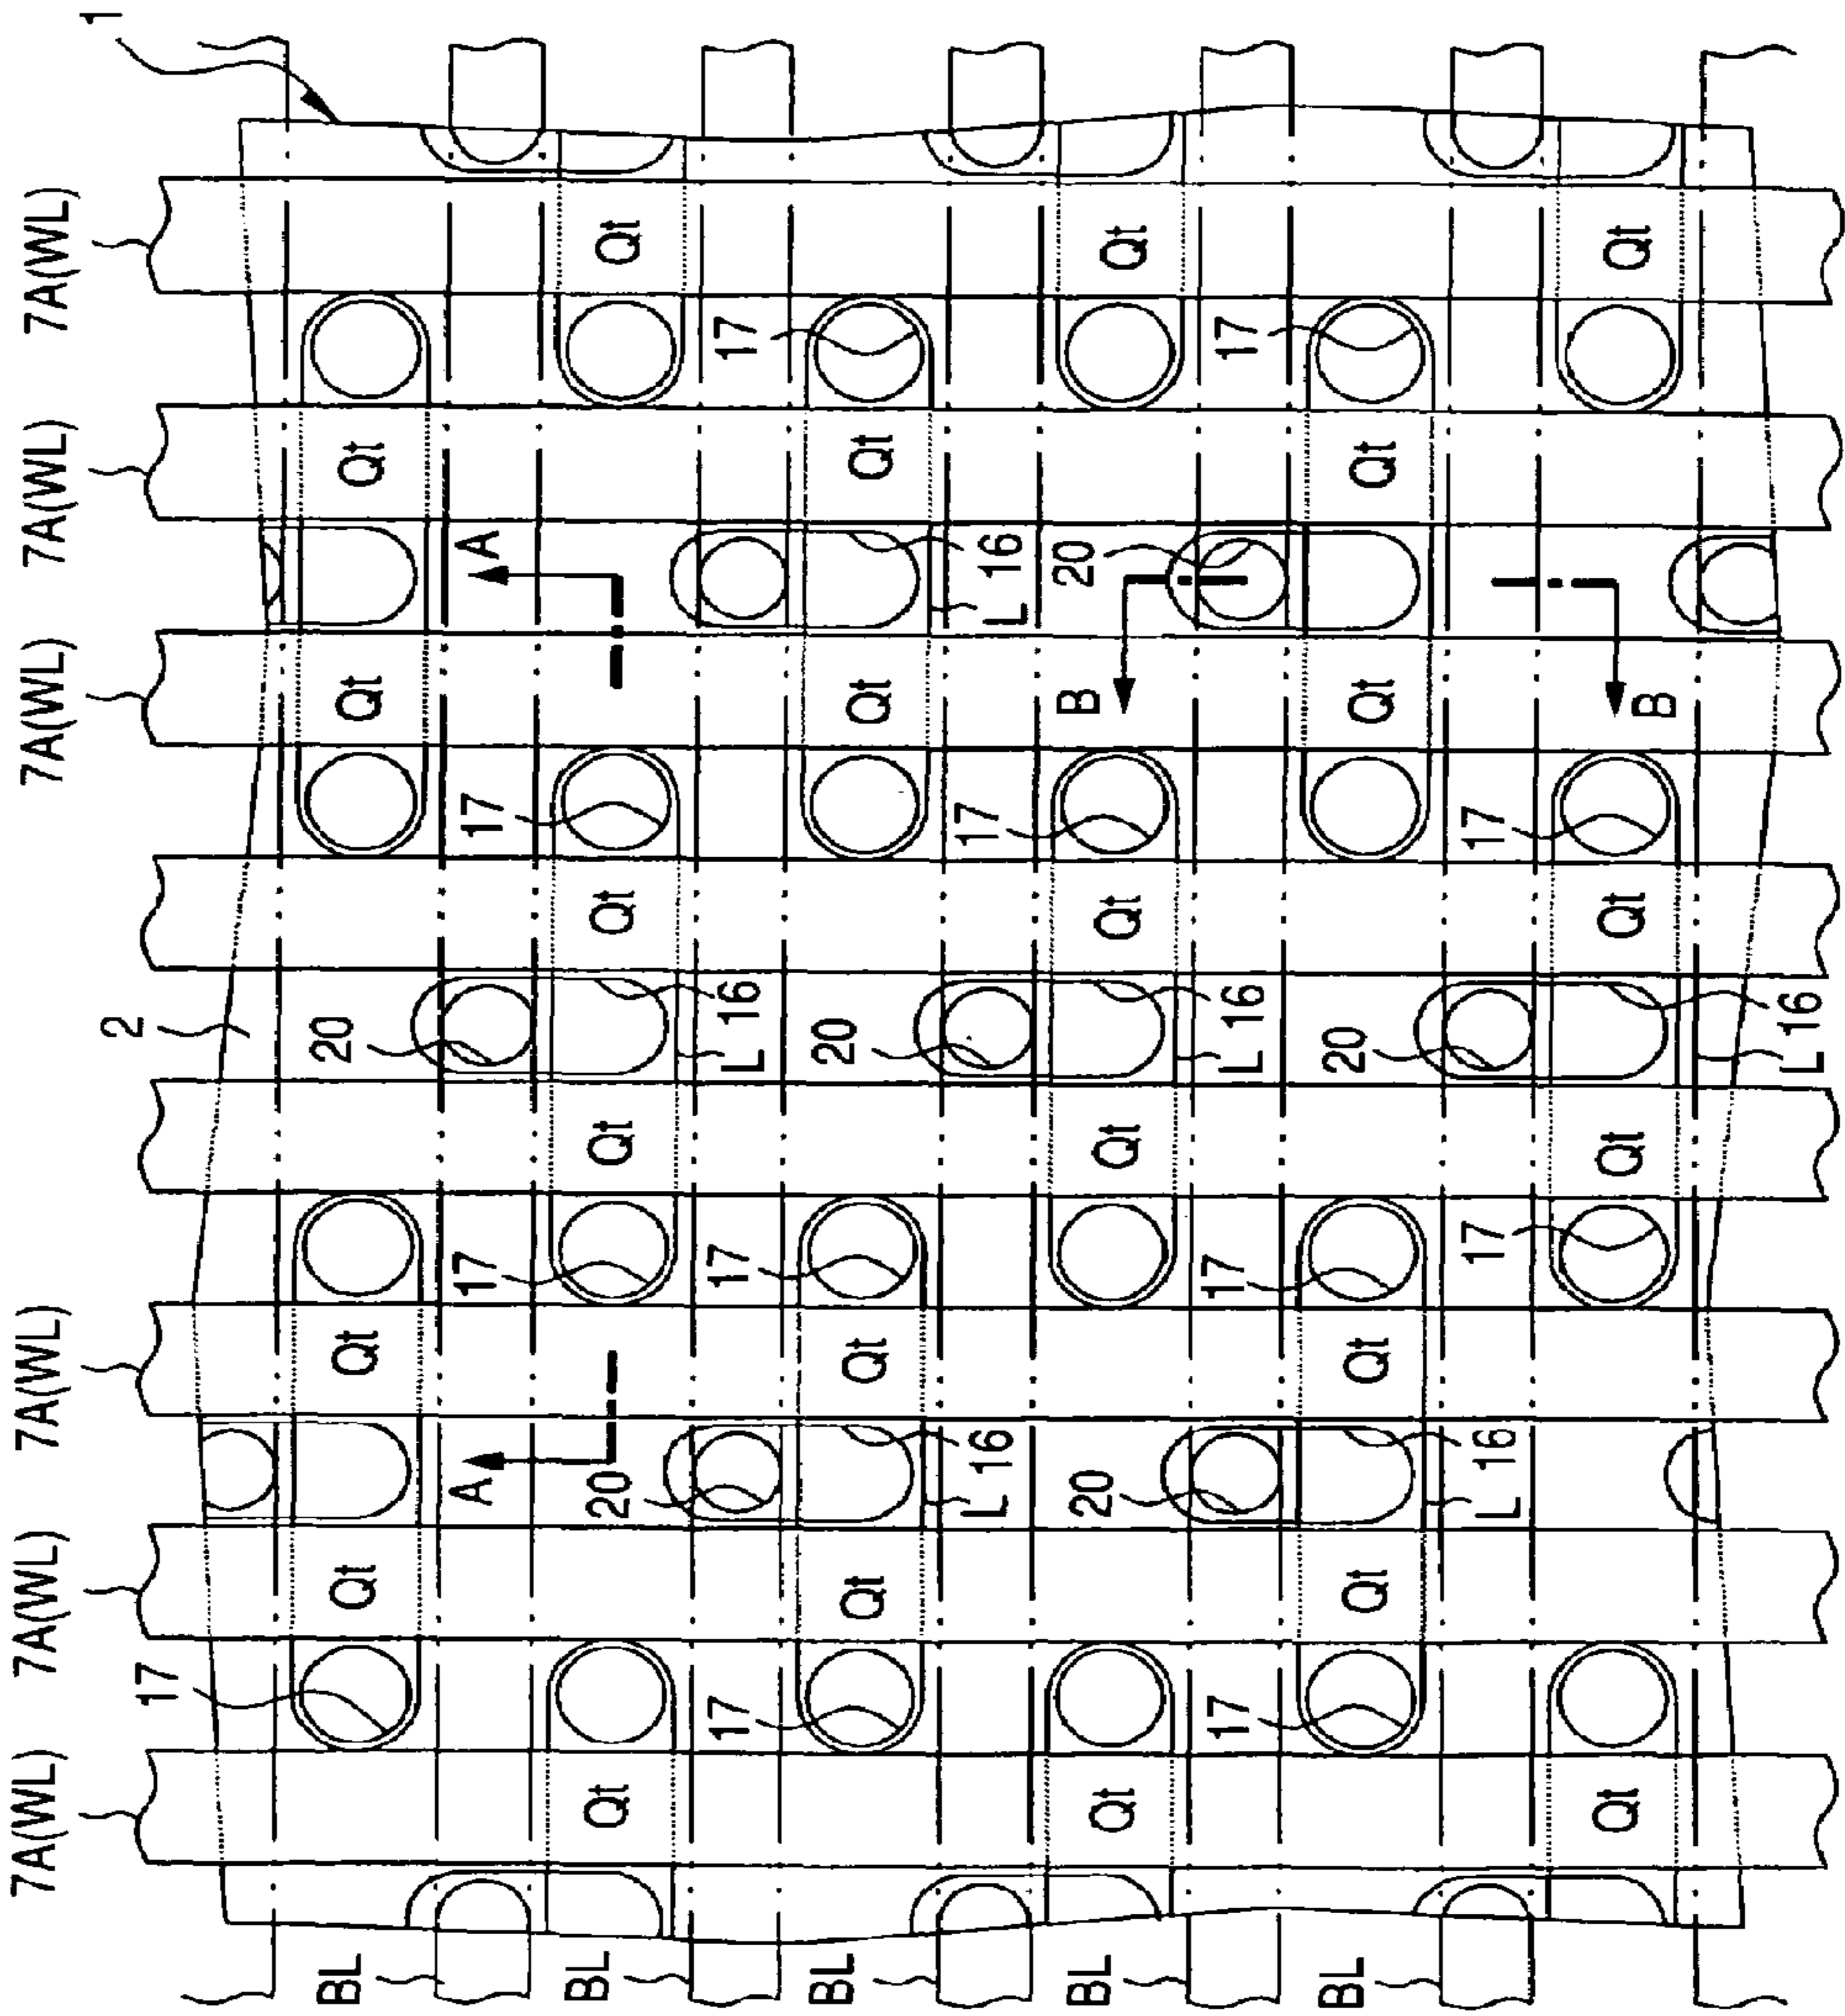 7A(WL) 7A(WL) 7A(WL) 7A(WL) 7A(WL) 7A(WL)
2 1
17
BL 20
Qt Qt Qt Qt
A 17 17 A
BL 20
Qt Qt Qt Qt
17 17 L 16 17
BL 20
Qt Qt Qt Qt
L 16 17 L 16
BL 20 B 20
Qt Qt Qt Qt
17 17 L 16 17
BL 20
Qt Qt Qt Qt
L 16 17 17
Qt Qt Qt Qt
B
L 16